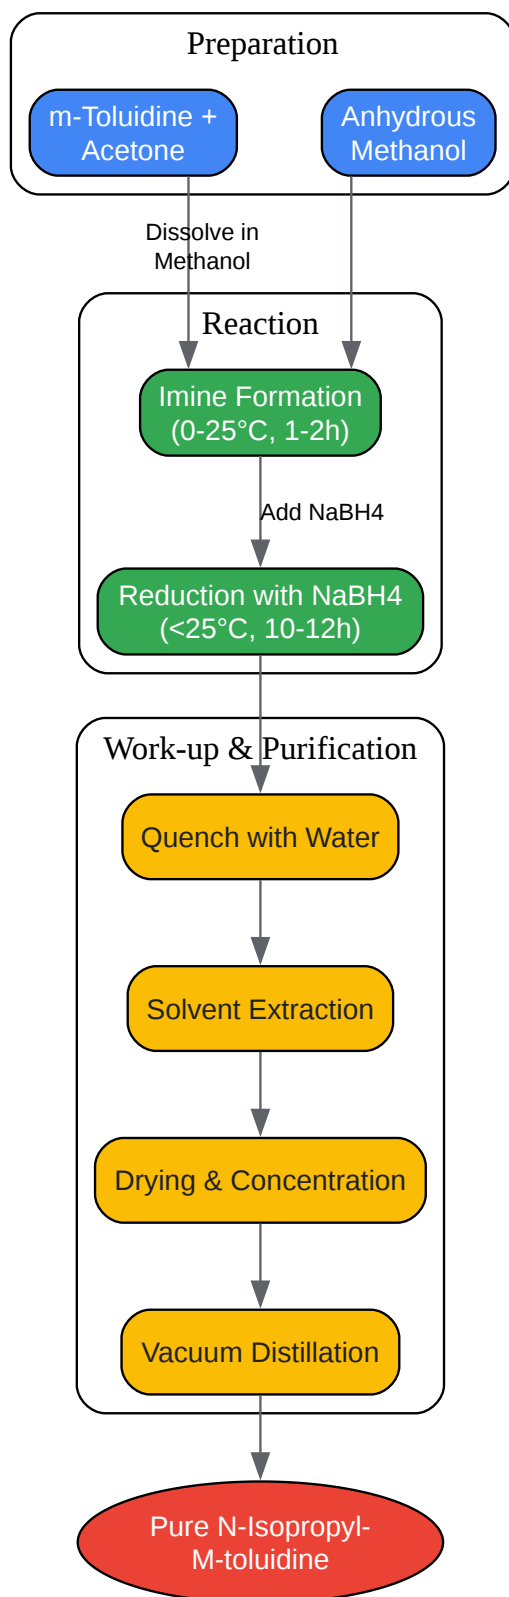 Preparation
m-Toluidine +
Acetone
Anhydrous
Methanol
Dissolve in
Methanol
Reaction
Imine Formation
(0-25°C, 1-2h)
Add NaBH4
Reduction with NaBH4
(<25°C, 10-12h)
Work-up & Purification
Quench with Water
Solvent Extraction
Drying & Concentration
Vacuum Distillation
Pure N-Isopropyl-
M-toluidine